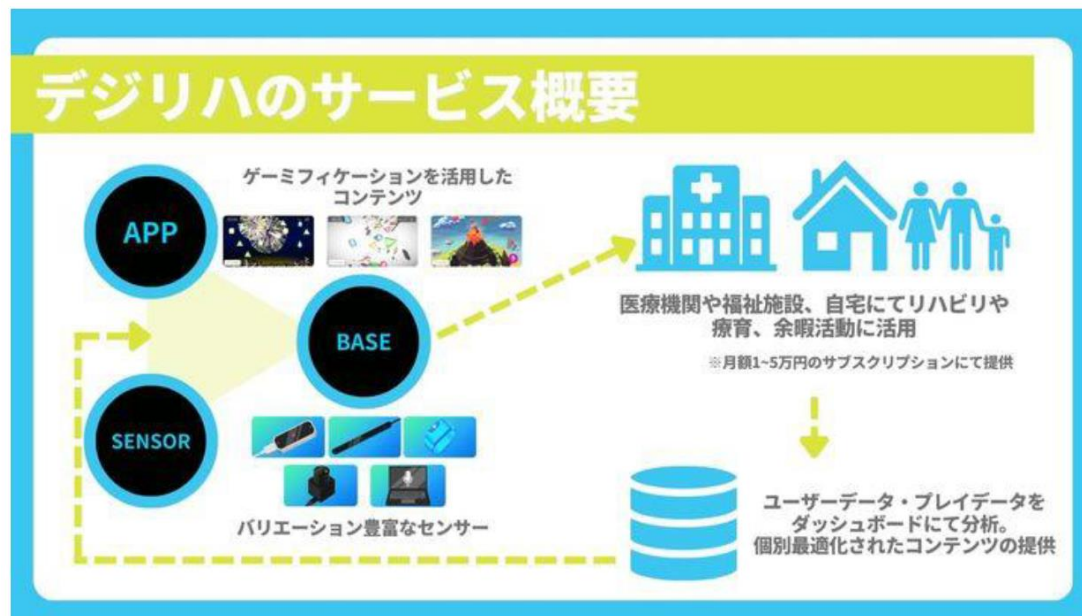 デジリハのサービス概要
APP
ゲーミフィケーションを活用した
コンテンツ
BASE
SENSOR
バリエーション豊富なセンサー
医療機関や福祉施設、自宅にてリハビリや
療育、余暇活動に活用
※月額1~5万円のサブスクリプションにて提供
ユーザーデータ・プレイデータを
ダッシュボードにて分析。
個別最適化されたコンテンツの提供